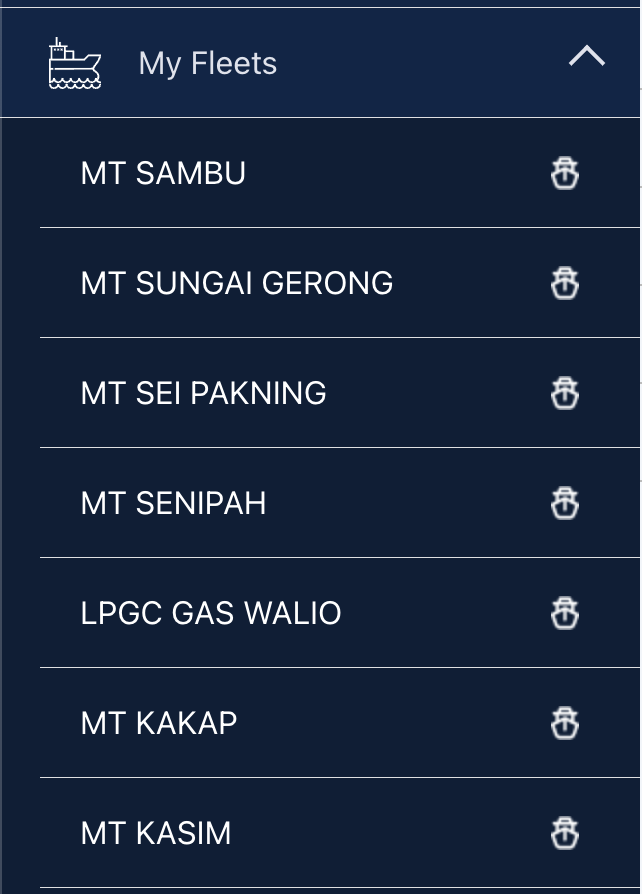 My Fleets
MT SAMBU
MT SUNGAI GERONG
MT SEI PAKNING
MT SENIPAH
LPGC GAS WALIO
MT KAKAP
MT KASIM